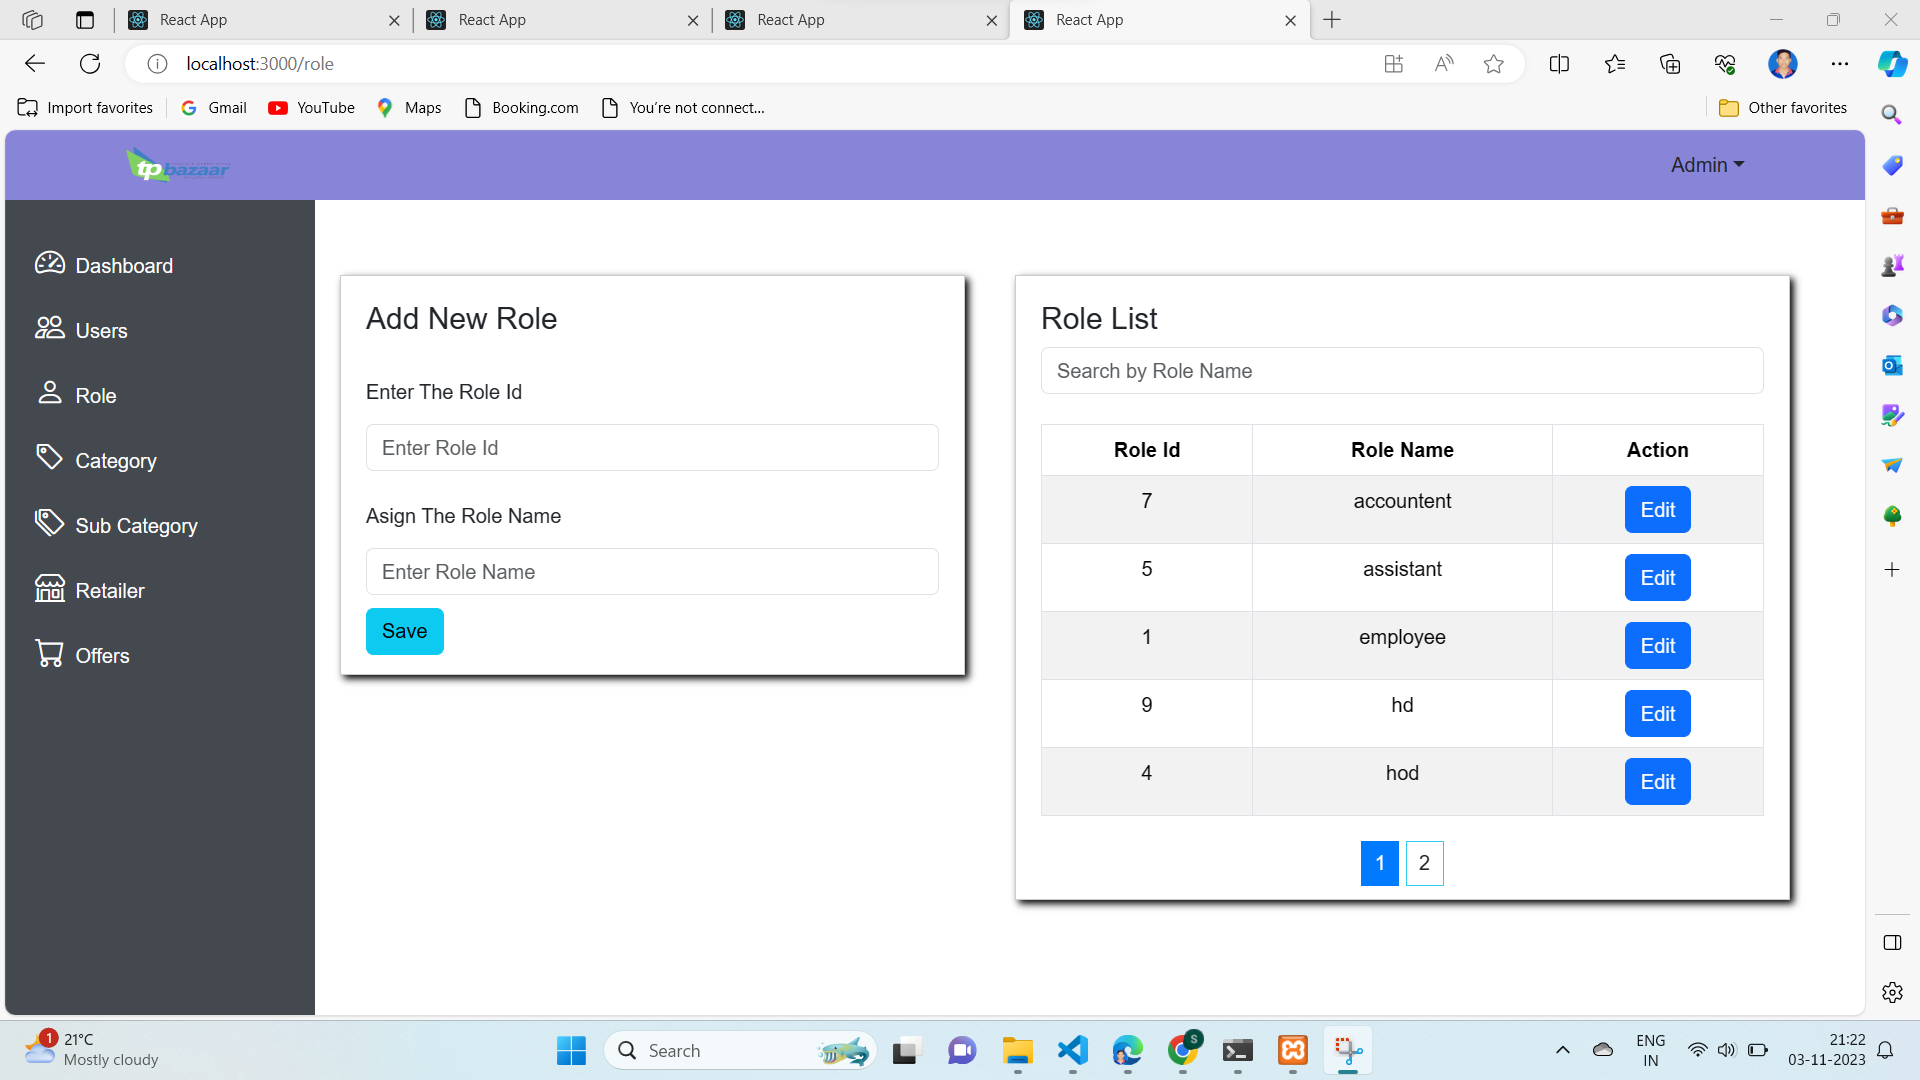 React App
React App
React App
React App
localhost:3000/role
Import favorites
Gmail
YouTube
Maps
Booking.com
You're not connect...
Other favorites
tp bazaar
Admin
Dashboard
Users
Role
Category
Sub Category
Retailer
Offers
Add New Role
Enter The Role Id
Enter Role Id
Asign The Role Name
Enter Role Name
Save
Role List
Search by Role Name
Role Id Role Name Action
7 accountent Edit
5 assistant Edit
1 employee Edit
9 hd Edit
4 hod Edit
1 2
1
21°C
Mostly cloudy
Search
S
ENG
IN
21:22
03-11-2023